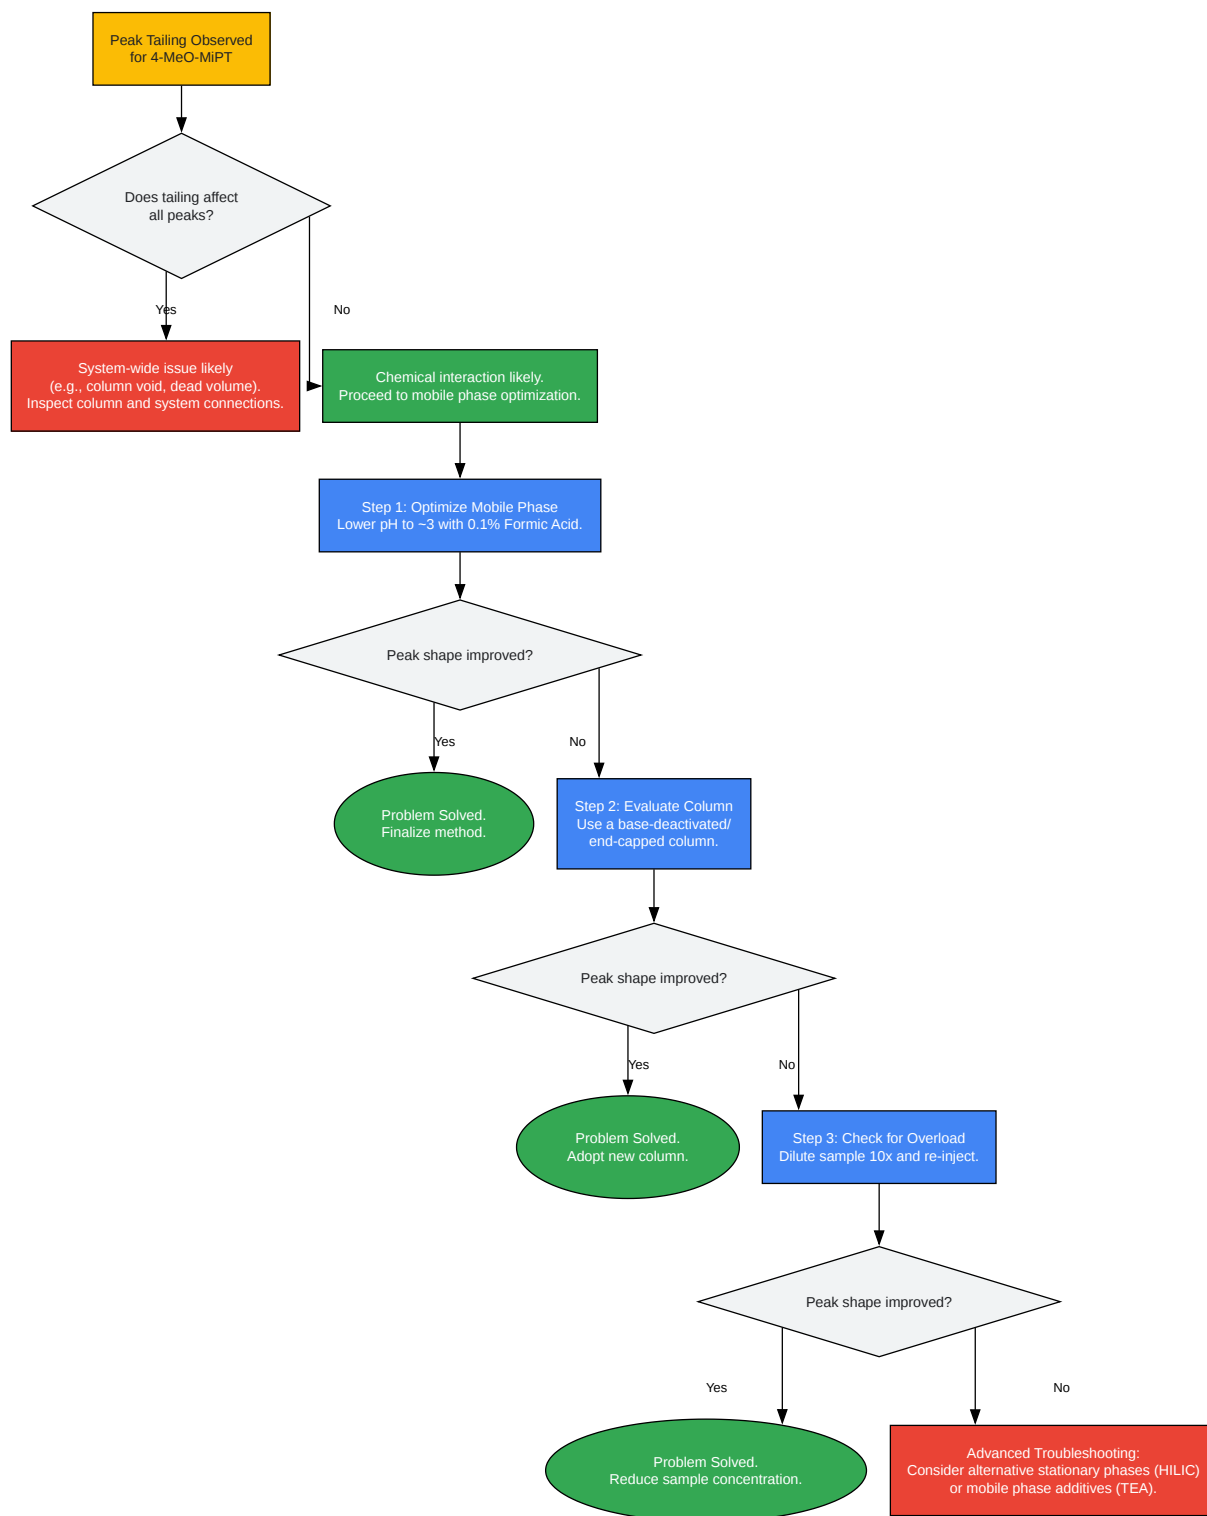 Peak Tailing Observed
for 4-MeO-MiPT
Does tailing affect
all peaks?
Yes
No
System-wide issue likely
(e.g., column void, dead volume).
Inspect column and system connections.
Chemical interaction likely.
Proceed to mobile phase optimization.
Step 1: Optimize Mobile Phase
Lower pH to ~3 with 0.1% Formic Acid.
Peak shape improved?
Yes
No
Problem Solved.
Finalize method.
Step 2: Evaluate Column
Use a base-deactivated/
end-capped column.
Peak shape improved?
Yes
No
Problem Solved.
Adopt new column.
Step 3: Check for Overload
Dilute sample 10x and re-inject.
Peak shape improved?
Yes
No
Problem Solved.
Reduce sample concentration.
Advanced Troubleshooting:
Consider alternative stationary phases (HILIC)
or mobile phase additives (TEA).